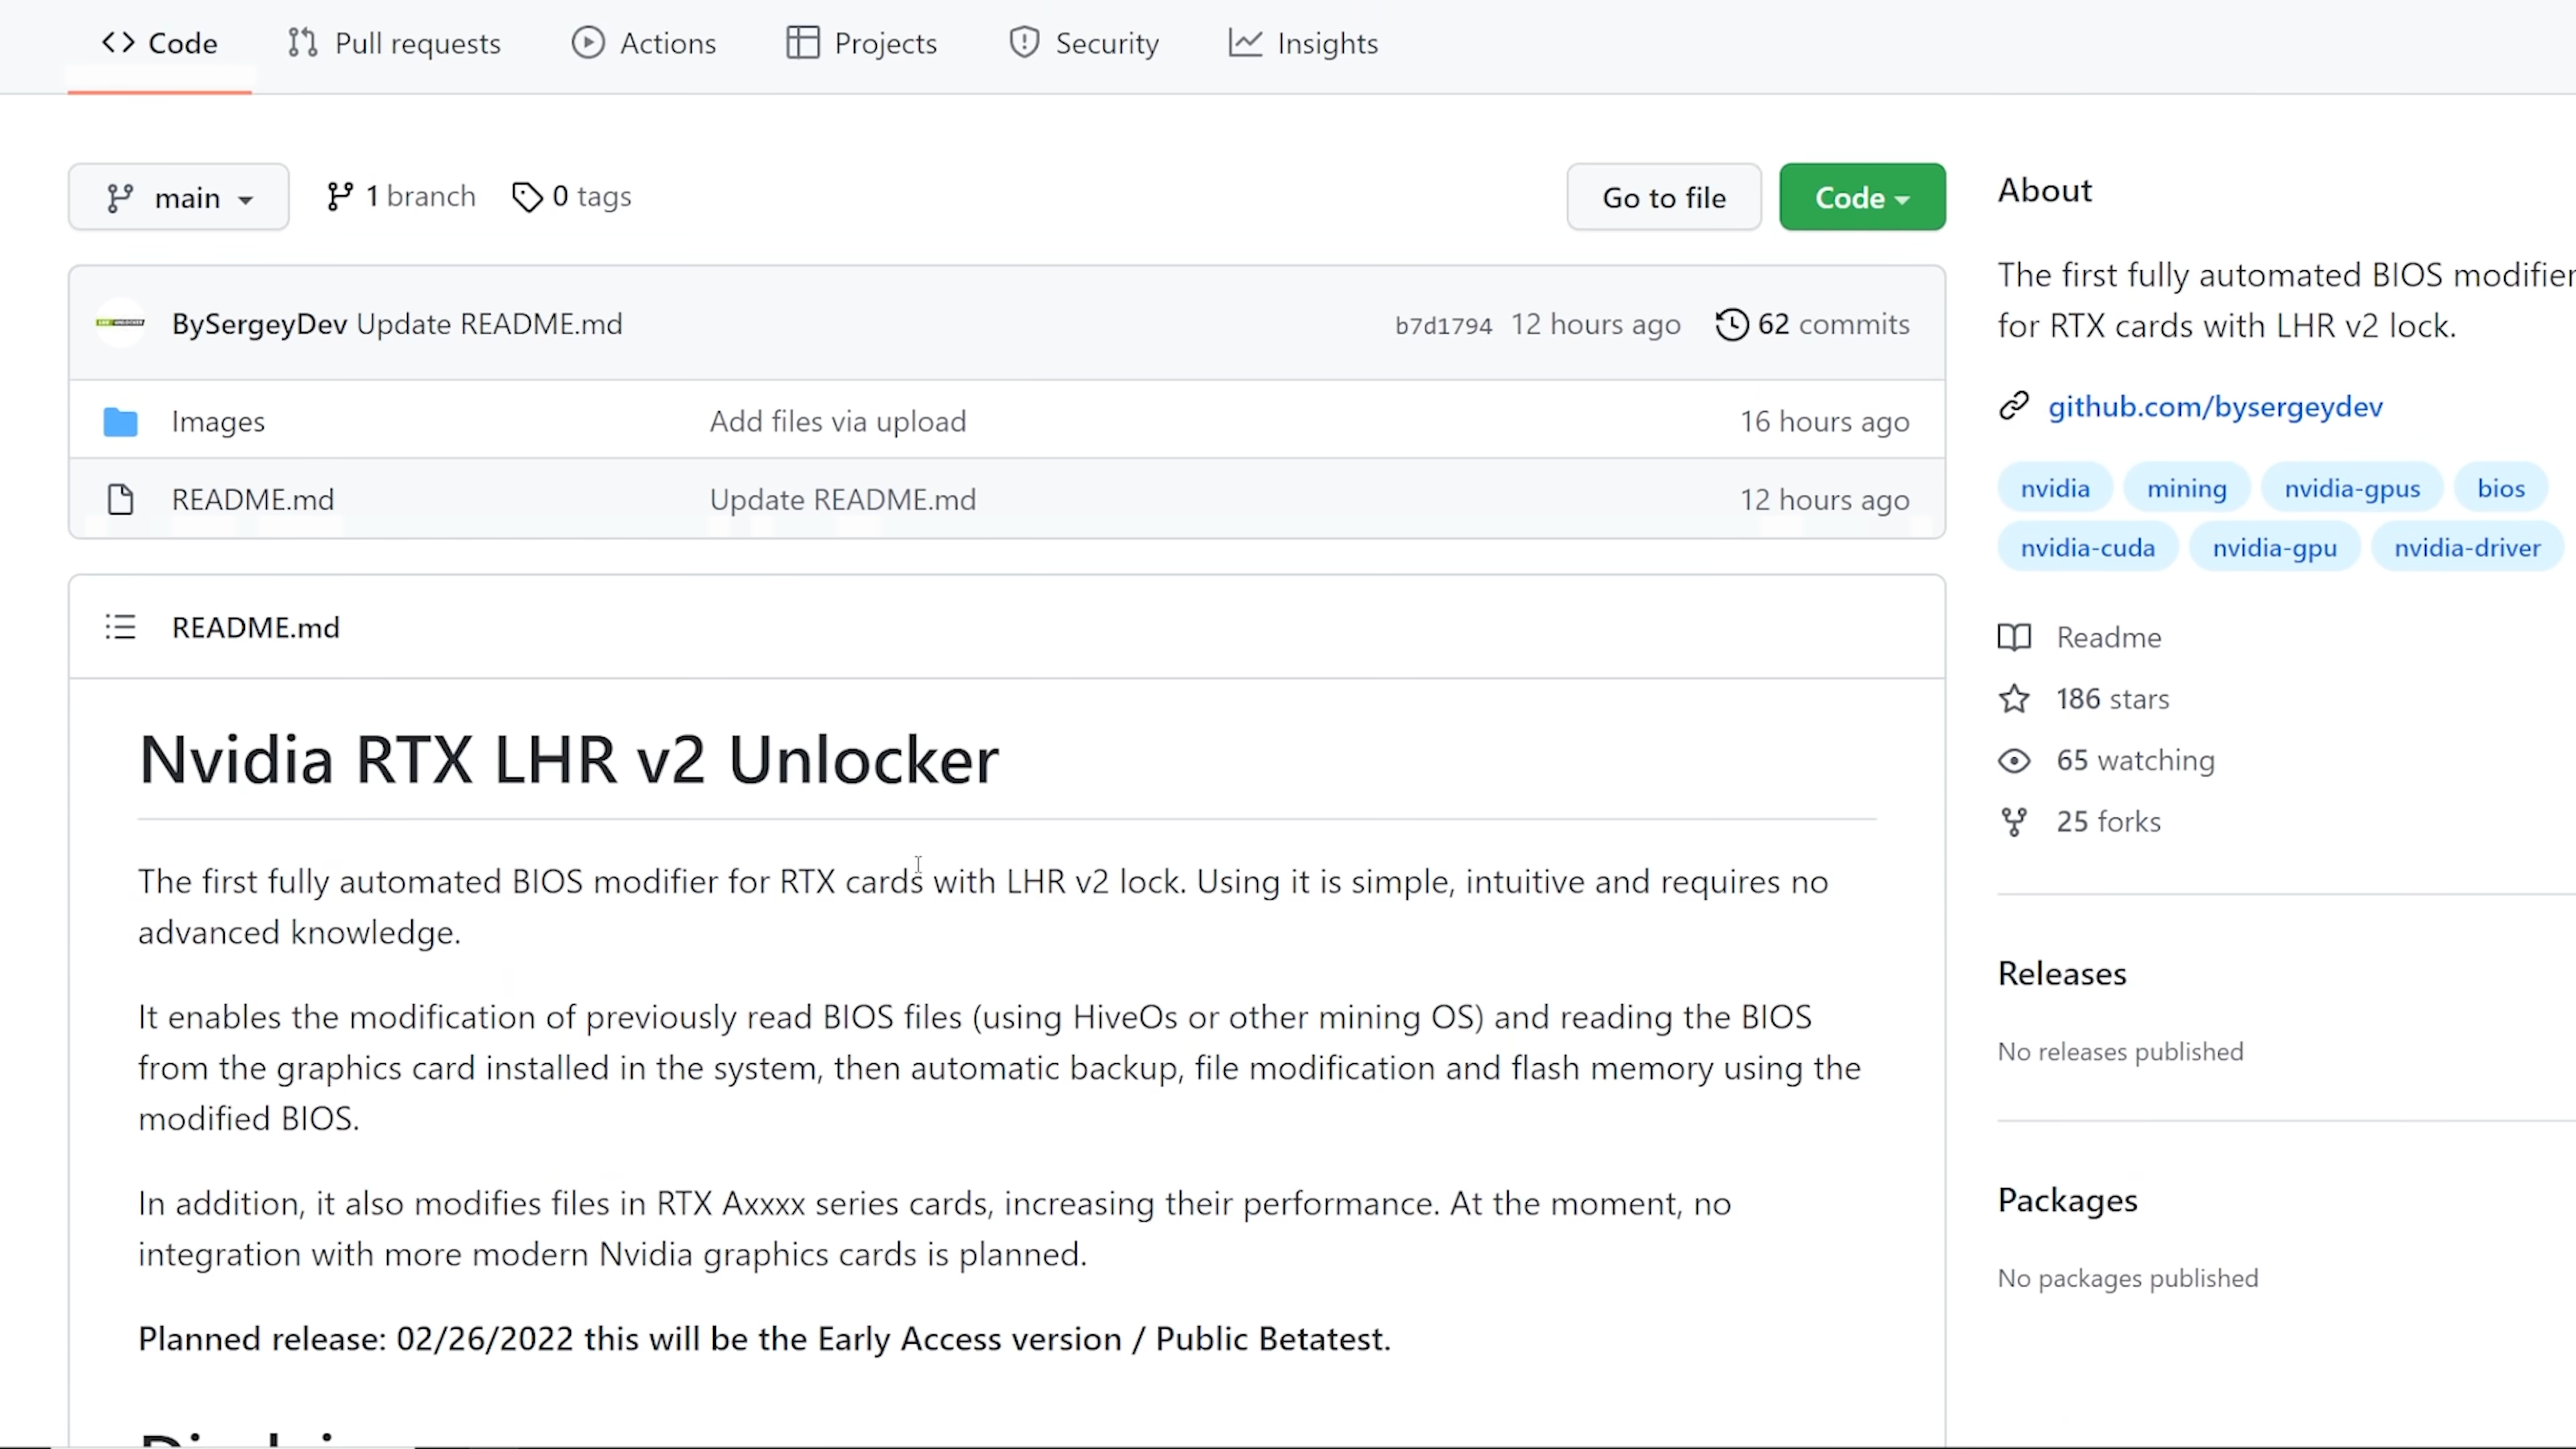 Code Pull requests Actions Projects Security Insights
main 1 branch 0 tags Go to file Code
BySergeyDev Update README.md b7d1794 12 hours ago 62 commits
Images Add files via upload 16 hours ago
README.md Update README.md 12 hours ago
README.md
Nvidia RTX LHR v2 Unlocker
The first fully automated BIOS modifier for RTX cards with LHR v2 lock. Using it is simple, intuitive and requires no
advanced knowledge.
It enables the modification of previously read BIOS files (using HiveOs or other mining OS) and reading the BIOS
from the graphics card installed in the system, then automatic backup, file modification and flash memory using the
modified BIOS.
In addition, it also modifies files in RTX Axxxx series cards, increasing their performance. At the moment, no
integration with more modern Nvidia graphics cards is planned.
Planned release: 02/26/2022 this will be the Early Access version / Public Betatest.
About
The first fully automated BIOS modifier
for RTX cards with LHR v2 lock.
github.com/bysergeydev
nvidia mining nvidia-gpus bios
nvidia-cuda nvidia-gpu nvidia-driver
Readme
186 stars
65 watching
25 forks
Releases
No releases published
Packages
No packages published